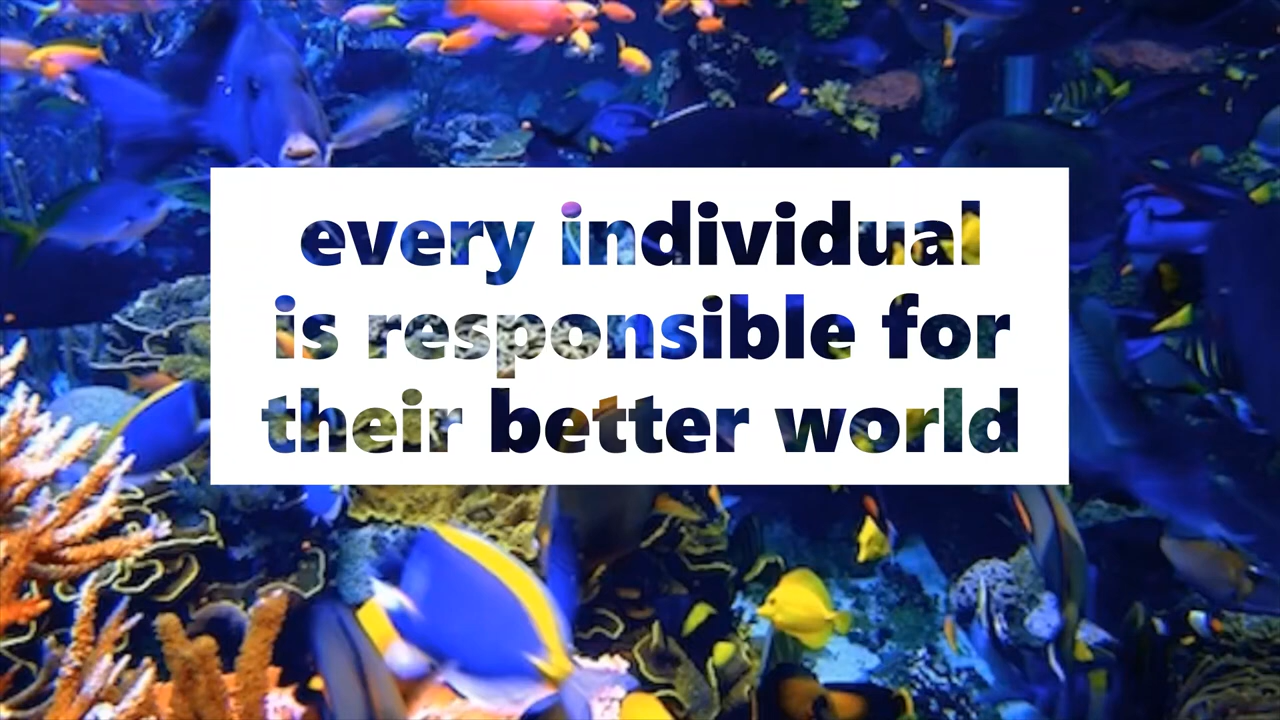 every individual
is responsible for
their better world